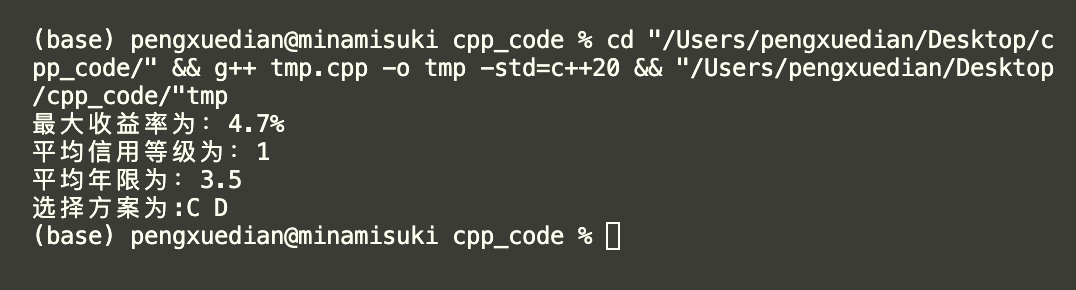 (base) pengxuedian@minamisuki cpp_code % cd "/Users/pengxuedian/Desktop/c
pp_code/" && g++ tmp.cpp -o tmp -std=c++20 && "/Users/pengxuedian/Desktop
/cpp_code/"tmp
最大收益率为：4.7%
平均信用等级为：1
平均年限为：3.5
选择方案为:C D
(base) pengxuedian@minamisuki cpp_code %